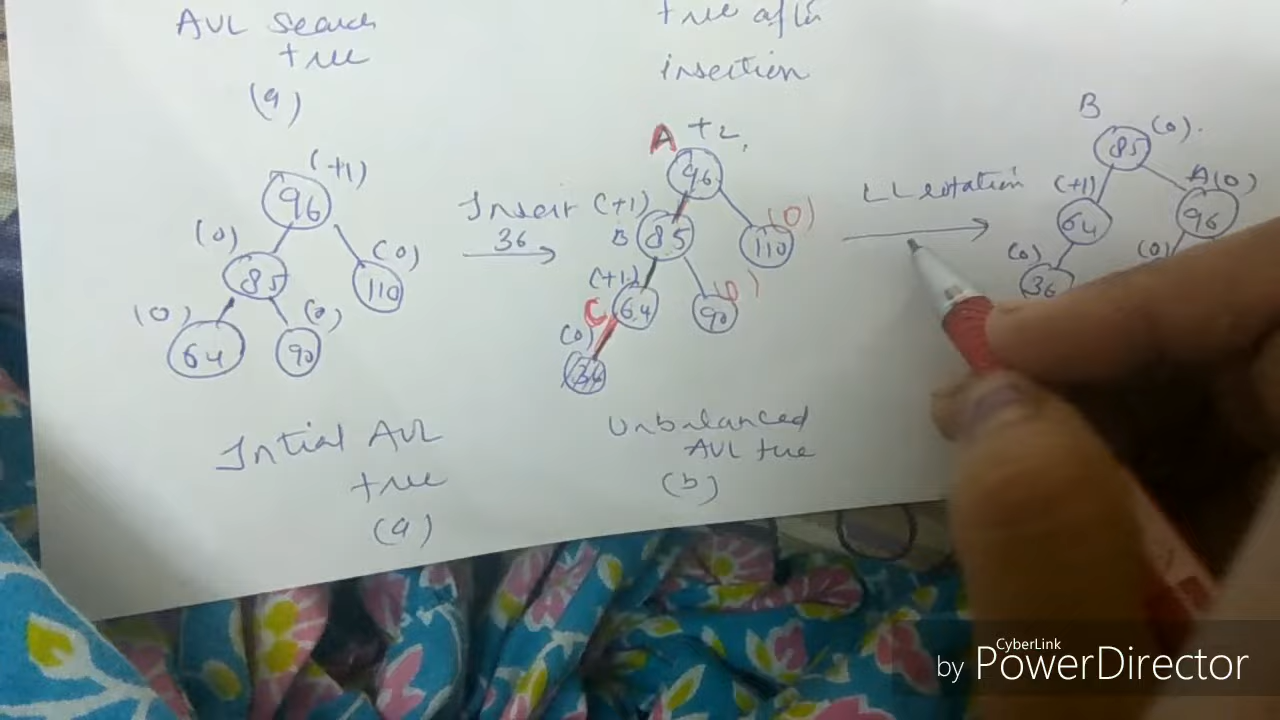 AVL search
tree
(a)
tree after
insertion
(+1)
96
(0)
85
(0)
110
(0)
64
(0)
90
Intial AVL
tree
(a)
Insert
36
A +2
96
(+1)
B 85
(0)
110
(+1)
C 64
(0)
90
(0)
36
Unbalanced
AVL tree
(b)
LL rotation
B
85
(0)
(+1)
64
A(0)
96
(0)
36
(0)
by CyberLink
PowerDirector